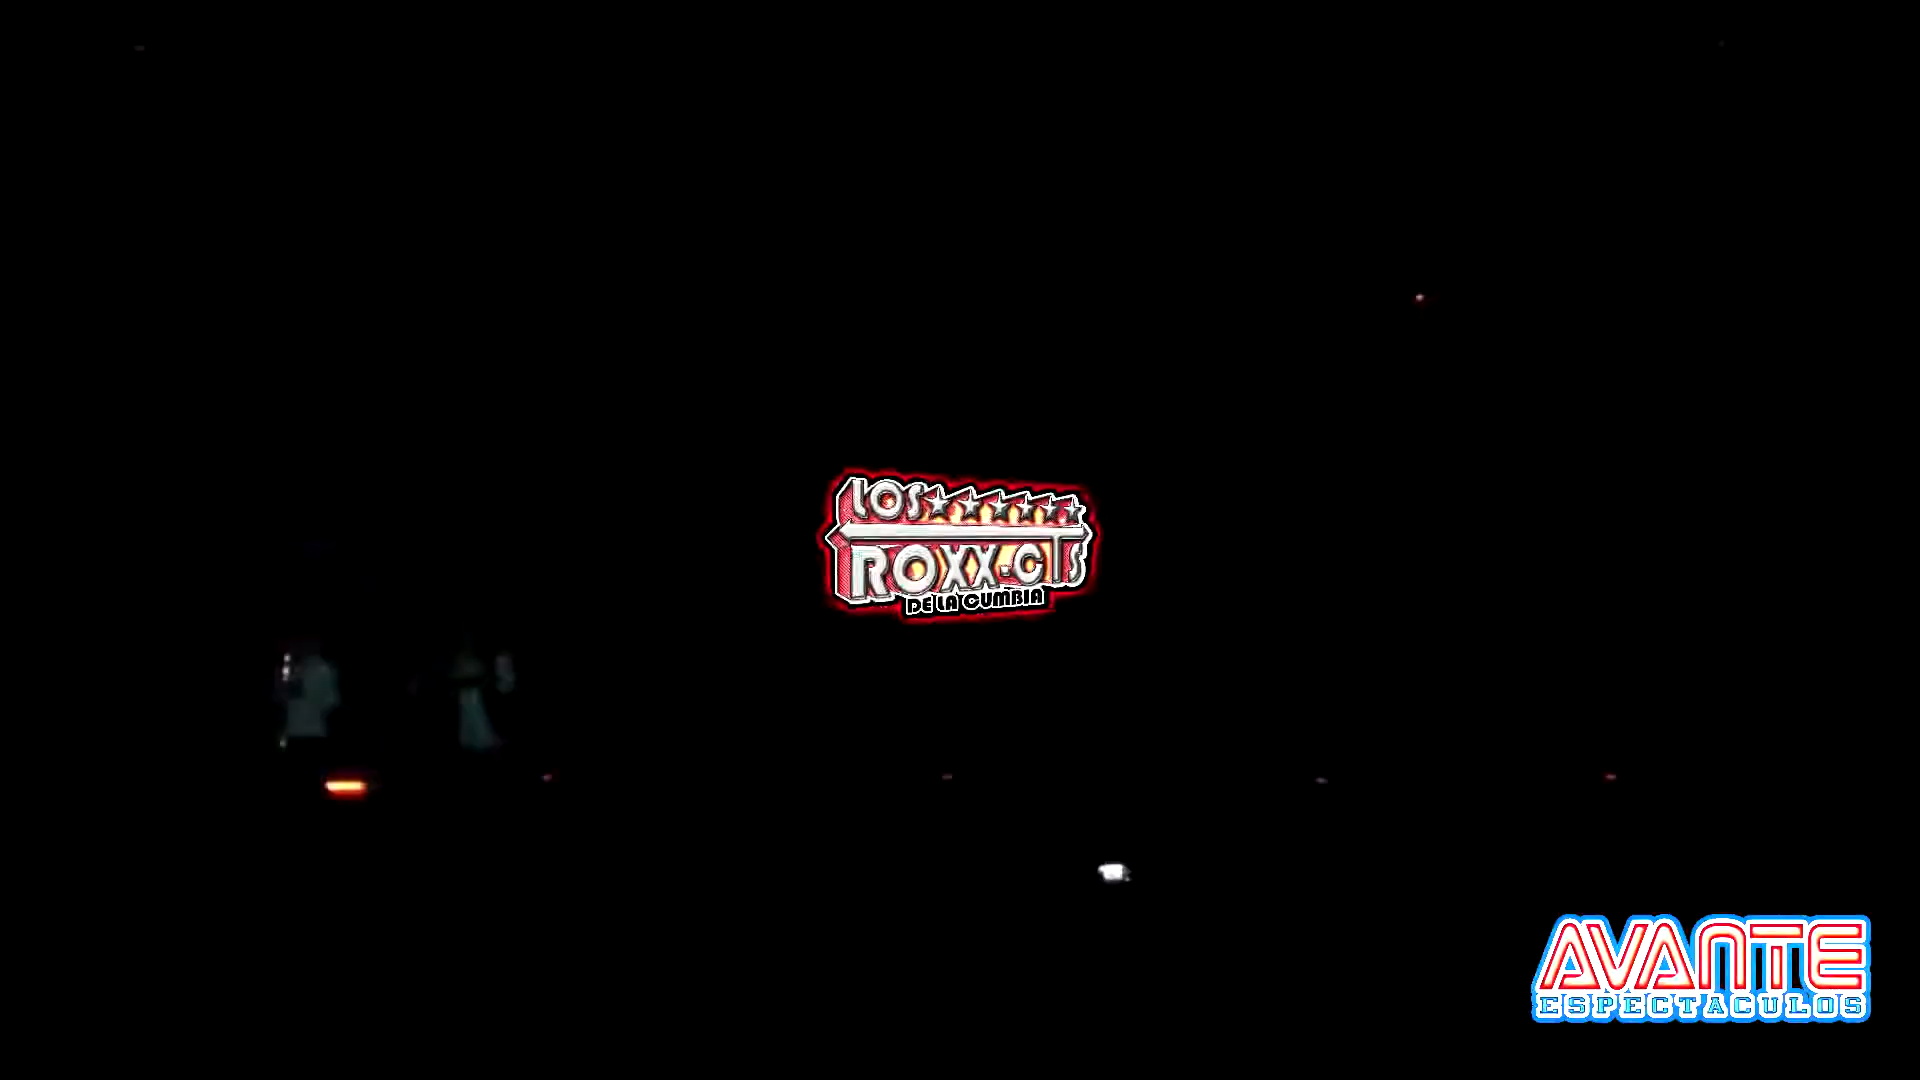 LOS
ROXX-CTS
DE LA CUMBIA
AVANTE
ESPECTACULOS